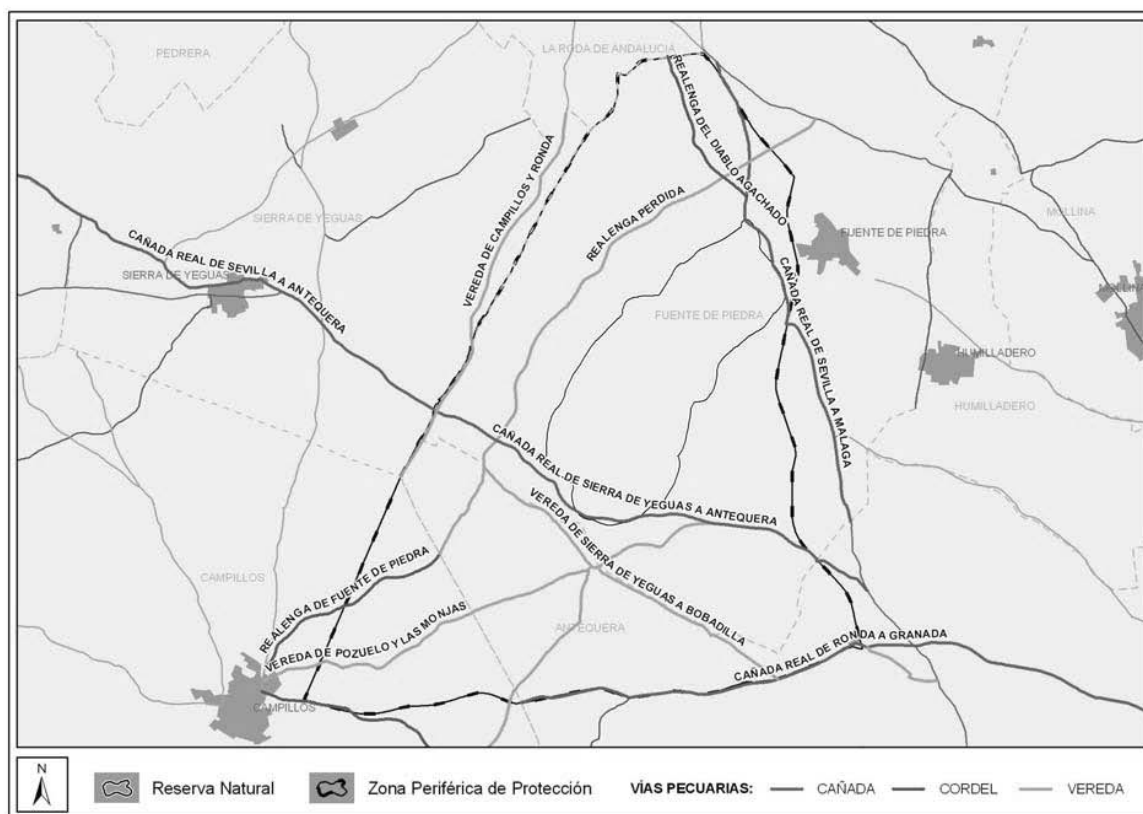 PEDRERA
LA RODA DE ANDALUCIA
REALENGA DEL DIABLO AGACHADO
VEREDA DE CAMPILLOS Y RONDA
REALENGA PERDIDA
SIERRA DE YEGUAS
MOLLINA
FUENTE DE PIEDRA
CAÑADA REAL DE SEVILLA A ANTEQUERA
SIERRA DE YEGUAS
CAÑADA REAL DE SEVILLA A MALAGA
MOLLINA
FUENTE DE PIEDRA
HUMILLADERO
HUMILLADERO
CAÑADA REAL DE SIERRA DE YEGUAS A ANTEQUERA
VEREDA DE SIERRA DE YEGUAS A BOBADILLA
CAMPILLOS
REALENGA DE FUENTE DE PIEDRA
VEREDA DE POZUELO Y LAS MONJAS
ANTEQUERA
CAÑADA REAL DE RONDA A GRANADA
CAMPILLOS
N
Reserva Natural
Zona Periférica de Protección
VÍAS PECUARIAS:
CAÑADA
CORDEL
VEREDA